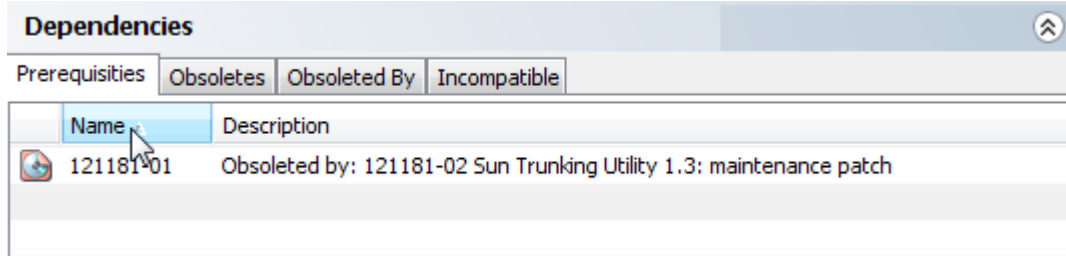 Dependencies
Prerequisities Obsoletes Obsoleted By Incompatible
Name Description
121181-01 Obsoleted by: 121181-02 Sun Trunking Utility 1.3: maintenance patch